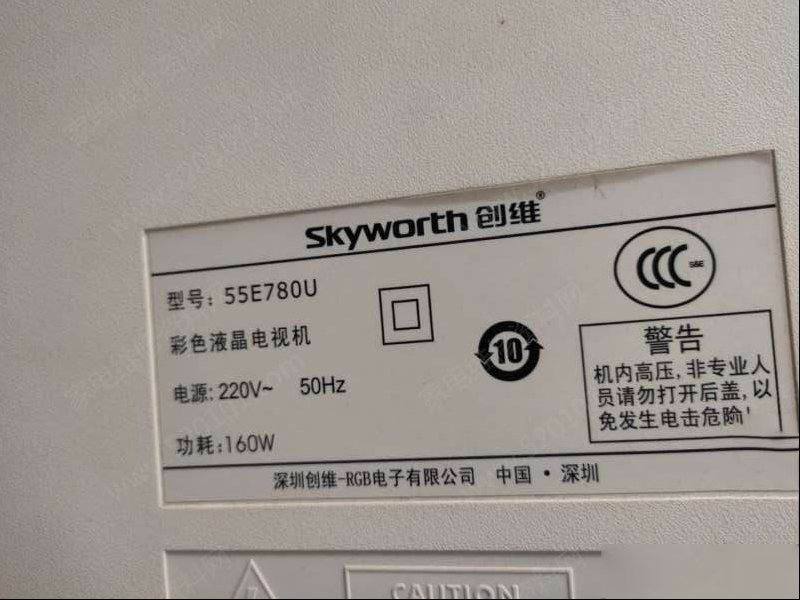 Skyworth 创维®
型号: 55E780U
彩色液晶电视机
电源: 220V~ 50Hz
功耗:160W
CCC S&E
10
警告
机内高压,非专业人
员请勿打开后盖,以
免发生电击危险'
深圳创维-RGB电子有限公司 中国·深圳
CAUTION